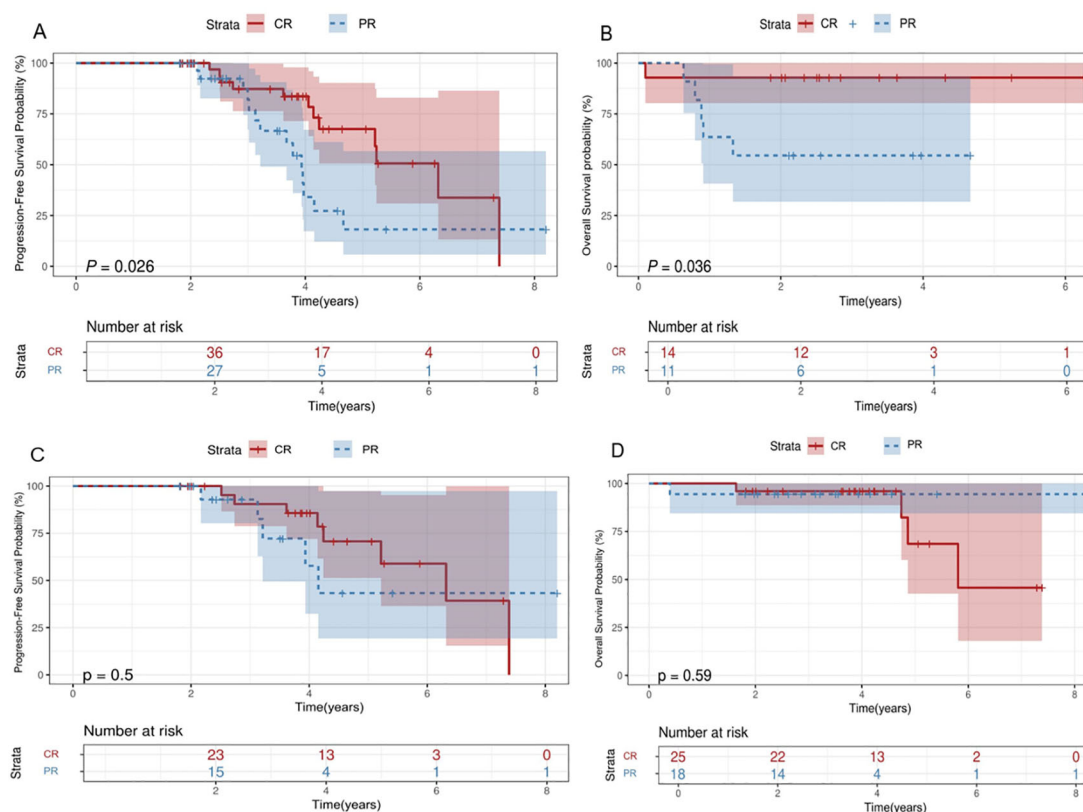 A
Strata CR PR
Progression-Free Survival Probability (%)
100
75
50
25
0
P = 0.026
0 2 4 6 8
Time(years)
Number at risk
Strata
CR 36 17 4 0
PR 27 5 1 1
2 4 6 8
Time(years)
B
Strata CR PR
Overall Survival probability (%)
100
75
50
25
0
P = 0.036
0 2 4 6
Time(years)
Number at risk
Strata
CR 14 12 3 1
PR 11 6 1 0
0 2 4 6
Time(years)
C
Strata CR PR
Progression-Free Survival Probability (%)
100
75
50
25
0
p = 0.5
0 2 4 6 8
Time(years)
Number at risk
Strata
CR 23 13 3 0
PR 15 4 1 1
2 4 6 8
Time(years)
D
Strata CR PR
Overall Survival Probability (%)
100
75
50
25
0
p = 0.59
0 2 4 6 8
Time(years)
Number at risk
Strata
CR 25 22 13 2 0
PR 18 14 4 1 1
0 2 4 6 8
Time(years)